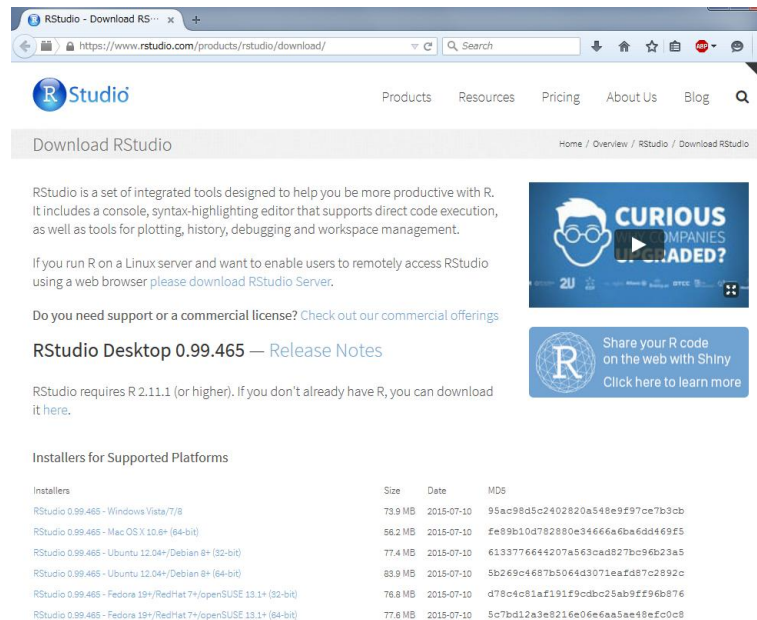 RStudio - Download RS···
https://www.rstudio.com/products/rstudio/download/
Search
ABP
R Studio
Products Resources Pricing About Us Blog
Download RStudio
Home / Overview / RStudio / Download RStudio
RStudio is a set of integrated tools designed to help you be more productive with R.
It includes a console, syntax-highlighting editor that supports direct code execution,
as well as tools for plotting, history, debugging and workspace management.
If you run R on a Linux server and want to enable users to remotely access RStudio
using a web browser please download RStudio Server.
Do you need support or a commercial license? Check out our commercial offerings
RStudio Desktop 0.99.465 — Release Notes
RStudio requires R 2.11.1 (or higher). If you don't already have R, you can download
it here.
CURIOUS
WHY COMPANIES
UPGRADED?
2U
DTCC
R
Share your R code
on the web with Shiny
Click here to learn more
Installers for Supported Platforms
Installers Size Date MD5
RStudio 0.99.465 - Windows Vista/7/8 73.9 MB 2015-07-10 95ac98d5c2402820a548e9f97ce7b3cb
RStudio 0.99.465 - Mac OS X 10.6+ (64-bit) 56.2 MB 2015-07-10 fe89b10d782880e34666a6ba6dd469f5
RStudio 0.99.465 - Ubuntu 12.04+/Debian 8+ (32-bit) 77.4 MB 2015-07-10 6133776644207a563cad827bc96b23a5
RStudio 0.99.465 - Ubuntu 12.04+/Debian 8+ (64-bit) 83.9 MB 2015-07-10 5b269c4687b5064d3071eafd87c2892c
RStudio 0.99.465 - Fedora 19+/RedHat 7+/openSUSE 13.1+ (32-bit) 76.8 MB 2015-07-10 d78c4c81af191f9cdbc25ab9ff96b876
RStudio 0.99.465 - Fedora 19+/RedHat 7+/openSUSE 13.1+ (64-bit) 77.6 MB 2015-07-10 5c7bd12a3e8216e06e6aa5ae48efc0c8